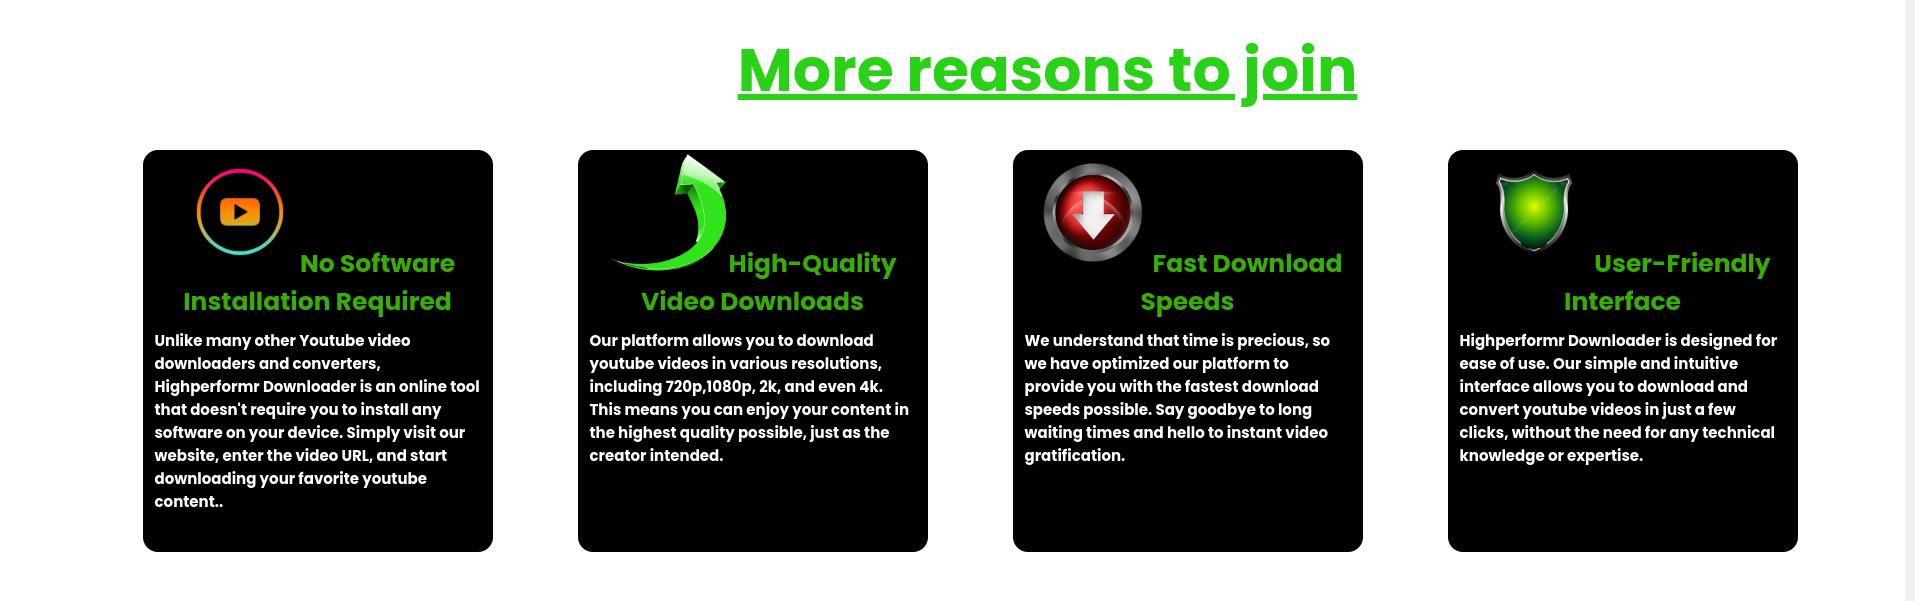 More reasons to join
No Software
Installation Required
Unlike many other Youtube video
downloaders and converters,
Highperformr Downloader is an online tool
that doesn't require you to install any
software on your device. Simply visit our
website, enter the video URL, and start
downloading your favorite youtube
content..
High-Quality
Video Downloads
Our platform allows you to download
youtube videos in various resolutions,
including 720p,1080p, 2k, and even 4k.
This means you can enjoy your content in
the highest quality possible, just as the
creator intended.
Fast Download
Speeds
We understand that time is precious, so
we have optimized our platform to
provide you with the fastest download
speeds possible. Say goodbye to long
waiting times and hello to instant video
gratification.
User-Friendly
Interface
Highperformr Downloader is designed for
ease of use. Our simple and intuitive
interface allows you to download and
convert youtube videos in just a few
clicks, without the need for any technical
knowledge or expertise.